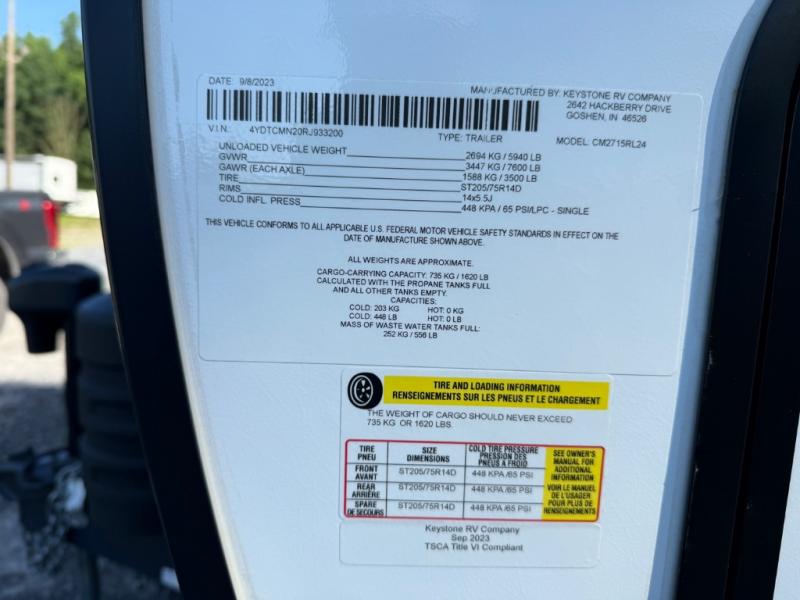 DATE: 9/8/2023
MANUFACTURED BY: KEYSTONE RV COMPANY
2642 HACKBERRY DRIVE
GOSHEN, IN 46526
V.I.N.: 4YDTCMN20RJ933200
TYPE: TRAILER
MODEL: CM2715RL24
UNLOADED VEHICLE WEIGHT 2694 KG / 5940 LB
GVWR 3447 KG / 7600 LB
GAWR (EACH AXLE) 1588 KG / 3500 LB
TIRE ST205/75R14D
RIMS 14x5.5J
COLD INFL. PRESS 448 KPA / 65 PSI/LPC - SINGLE
THIS VEHICLE CONFORMS TO ALL APPLICABLE U.S. FEDERAL MOTOR VEHICLE SAFETY STANDARDS IN EFFECT ON THE
DATE OF MANUFACTURE SHOWN ABOVE.
ALL WEIGHTS ARE APPROXIMATE.
CARGO-CARRYING CAPACITY: 735 KG / 1620 LB
CALCULATED WITH THE PROPANE TANKS FULL
AND ALL OTHER TANKS EMPTY.
CAPACITIES:
COLD: 203 KG HOT: 0 KG
COLD: 448 LB HOT: 0 LB
MASS OF WASTE WATER TANKS FULL:
252 KG / 556 LB
TIRE AND LOADING INFORMATION
RENSEIGNEMENTS SUR LES PNEUS ET LE CHARGEMENT
THE WEIGHT OF CARGO SHOULD NEVER EXCEED
735 KG OR 1620 LBS.
TIRE
PNEU
SIZE
DIMENSIONS
COLD TIRE PRESSURE
PRESSION DES
PNEUS A FROID
SEE OWNER'S
MANUAL FOR
ADDITIONAL
INFORMATION
VOIR LE MANUEL
DE L'USAGER
POUR PLUS DE
RENSEIGNEMENTS
FRONT
AVANT
ST205/75R14D
448 KPA /65 PSI
REAR
ARRIÈRE
ST205/75R14D
448 KPA /65 PSI
SPARE
DE SECOURS
ST205/75R14D
448 KPA /65 PSI
Keystone RV Company
Sep 2023
TSCA Title VI Compliant